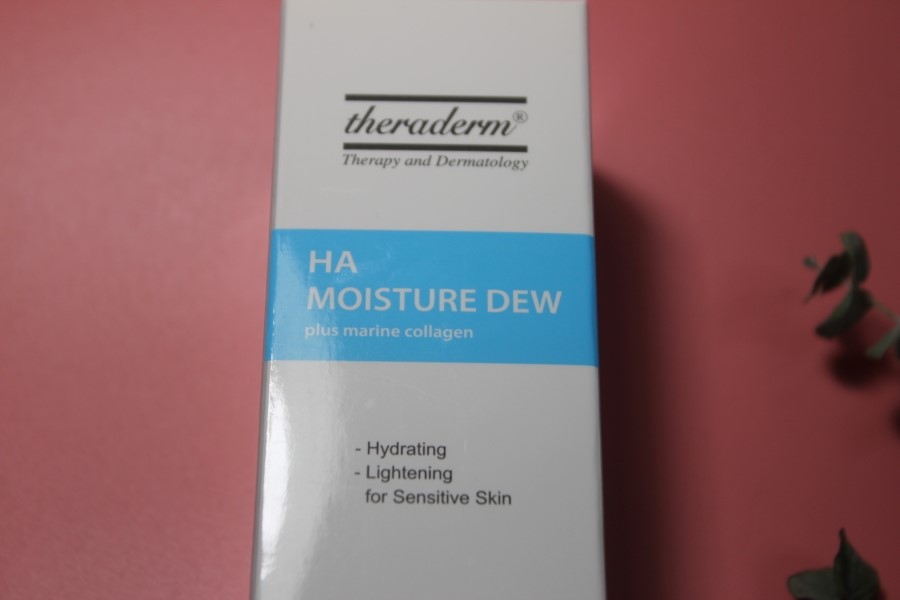 theraderm®
Therapy and Dermatology
HA
MOISTURE DEW
plus marine collagen
- Hydrating
- Lightening
for Sensitive Skin